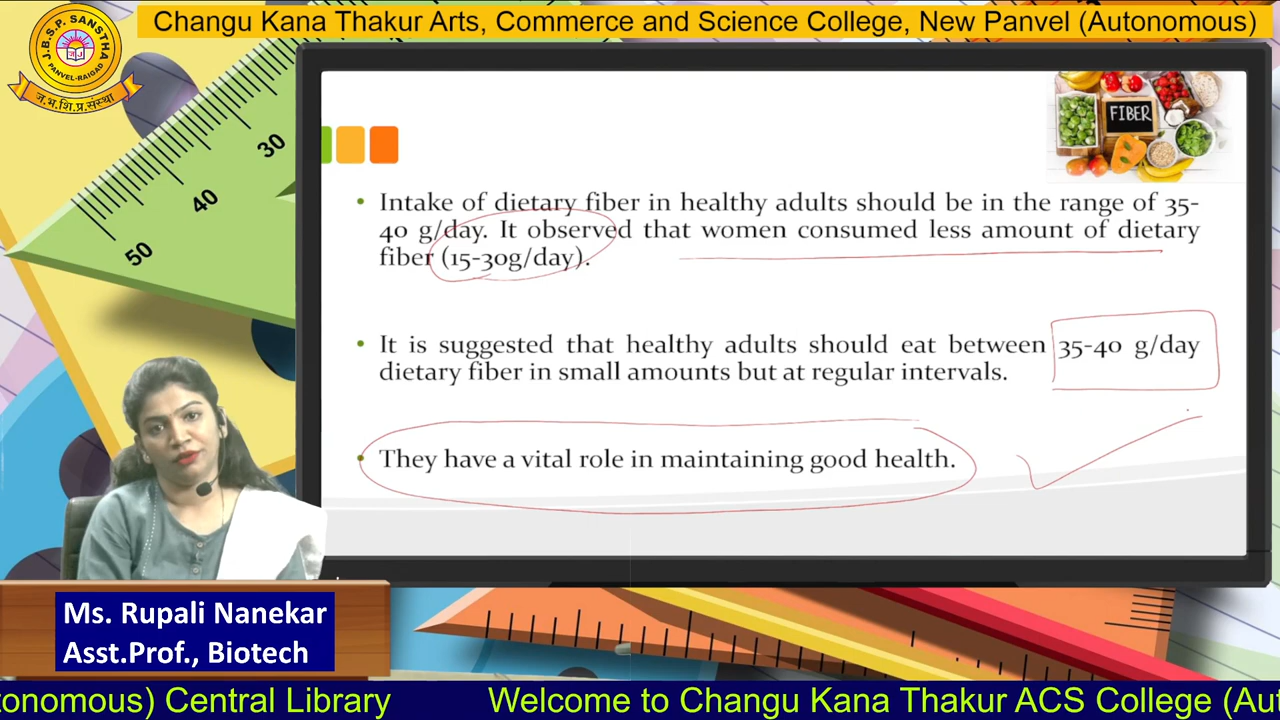 Changu Kana Thakur Arts, Commerce and Science College, New Panvel (Autonomous)
J.B.S.P. SANSTHA
PANVEL-RAIGAD
ज.भ.शि.प्र.संस्था
30
40
50
FIBER
• Intake of dietary fiber in healthy adults should be in the range of 35-
40 g/day. It observed that women consumed less amount of dietary
fiber (15-30g/day).
• It is suggested that healthy adults should eat between 35-40 g/day
dietary fiber in small amounts but at regular intervals.
• They have a vital role in maintaining good health.
Ms. Rupali Nanekar
Asst.Prof., Biotech
tonomous) Central Library Welcome to Changu Kana Thakur ACS College (Aut